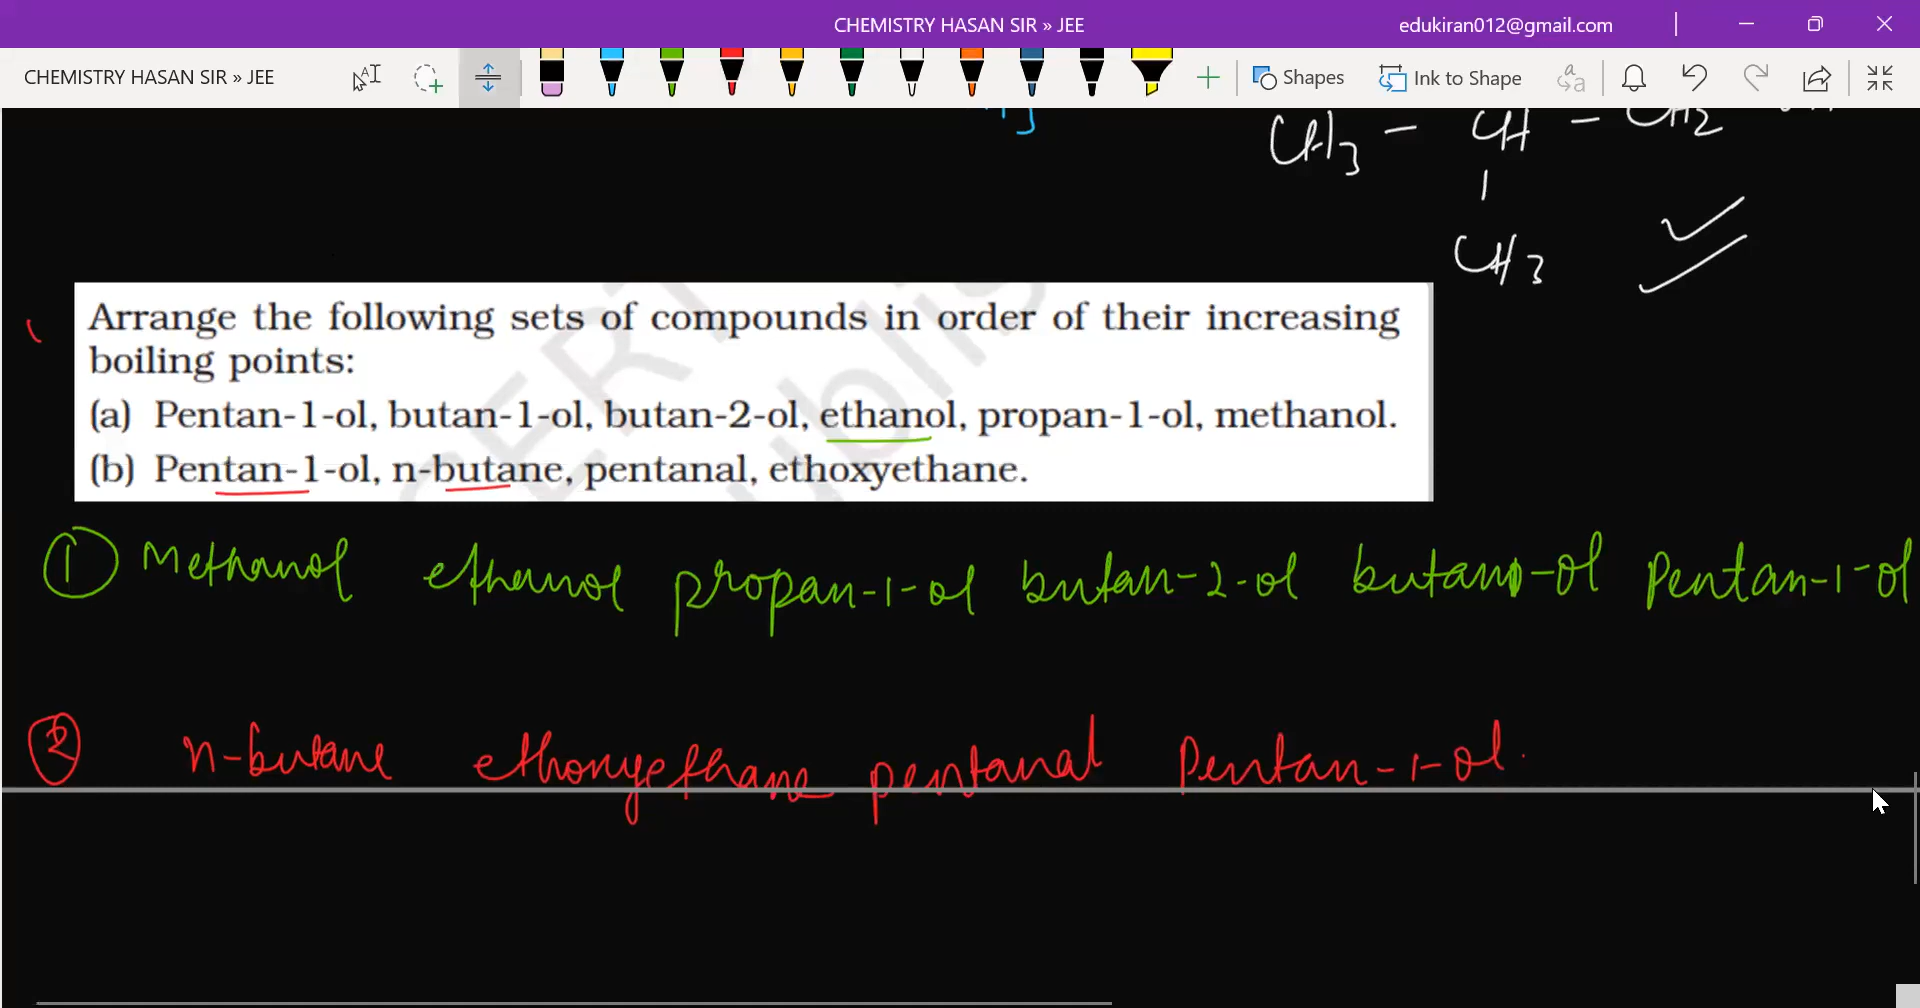 CHEMISTRY HASAN SIR » JEE edukiran012@gmail.com
CHEMISTRY HASAN SIR » JEE Shapes Ink to Shape
CH3 – CH – CH2
CH3
Arrange the following sets of compounds in order of their increasing
boiling points:
(a) Pentan-1-ol, butan-1-ol, butan-2-ol, ethanol, propan-1-ol, methanol.
(b) Pentan-1-ol, n-butane, pentanal, ethoxyethane.
① Methanol ethanol propan-1-ol butan-2-ol butan1-ol Pentan-1-ol
② n-butane ethoxyethane pentanal Pentan-1-ol.